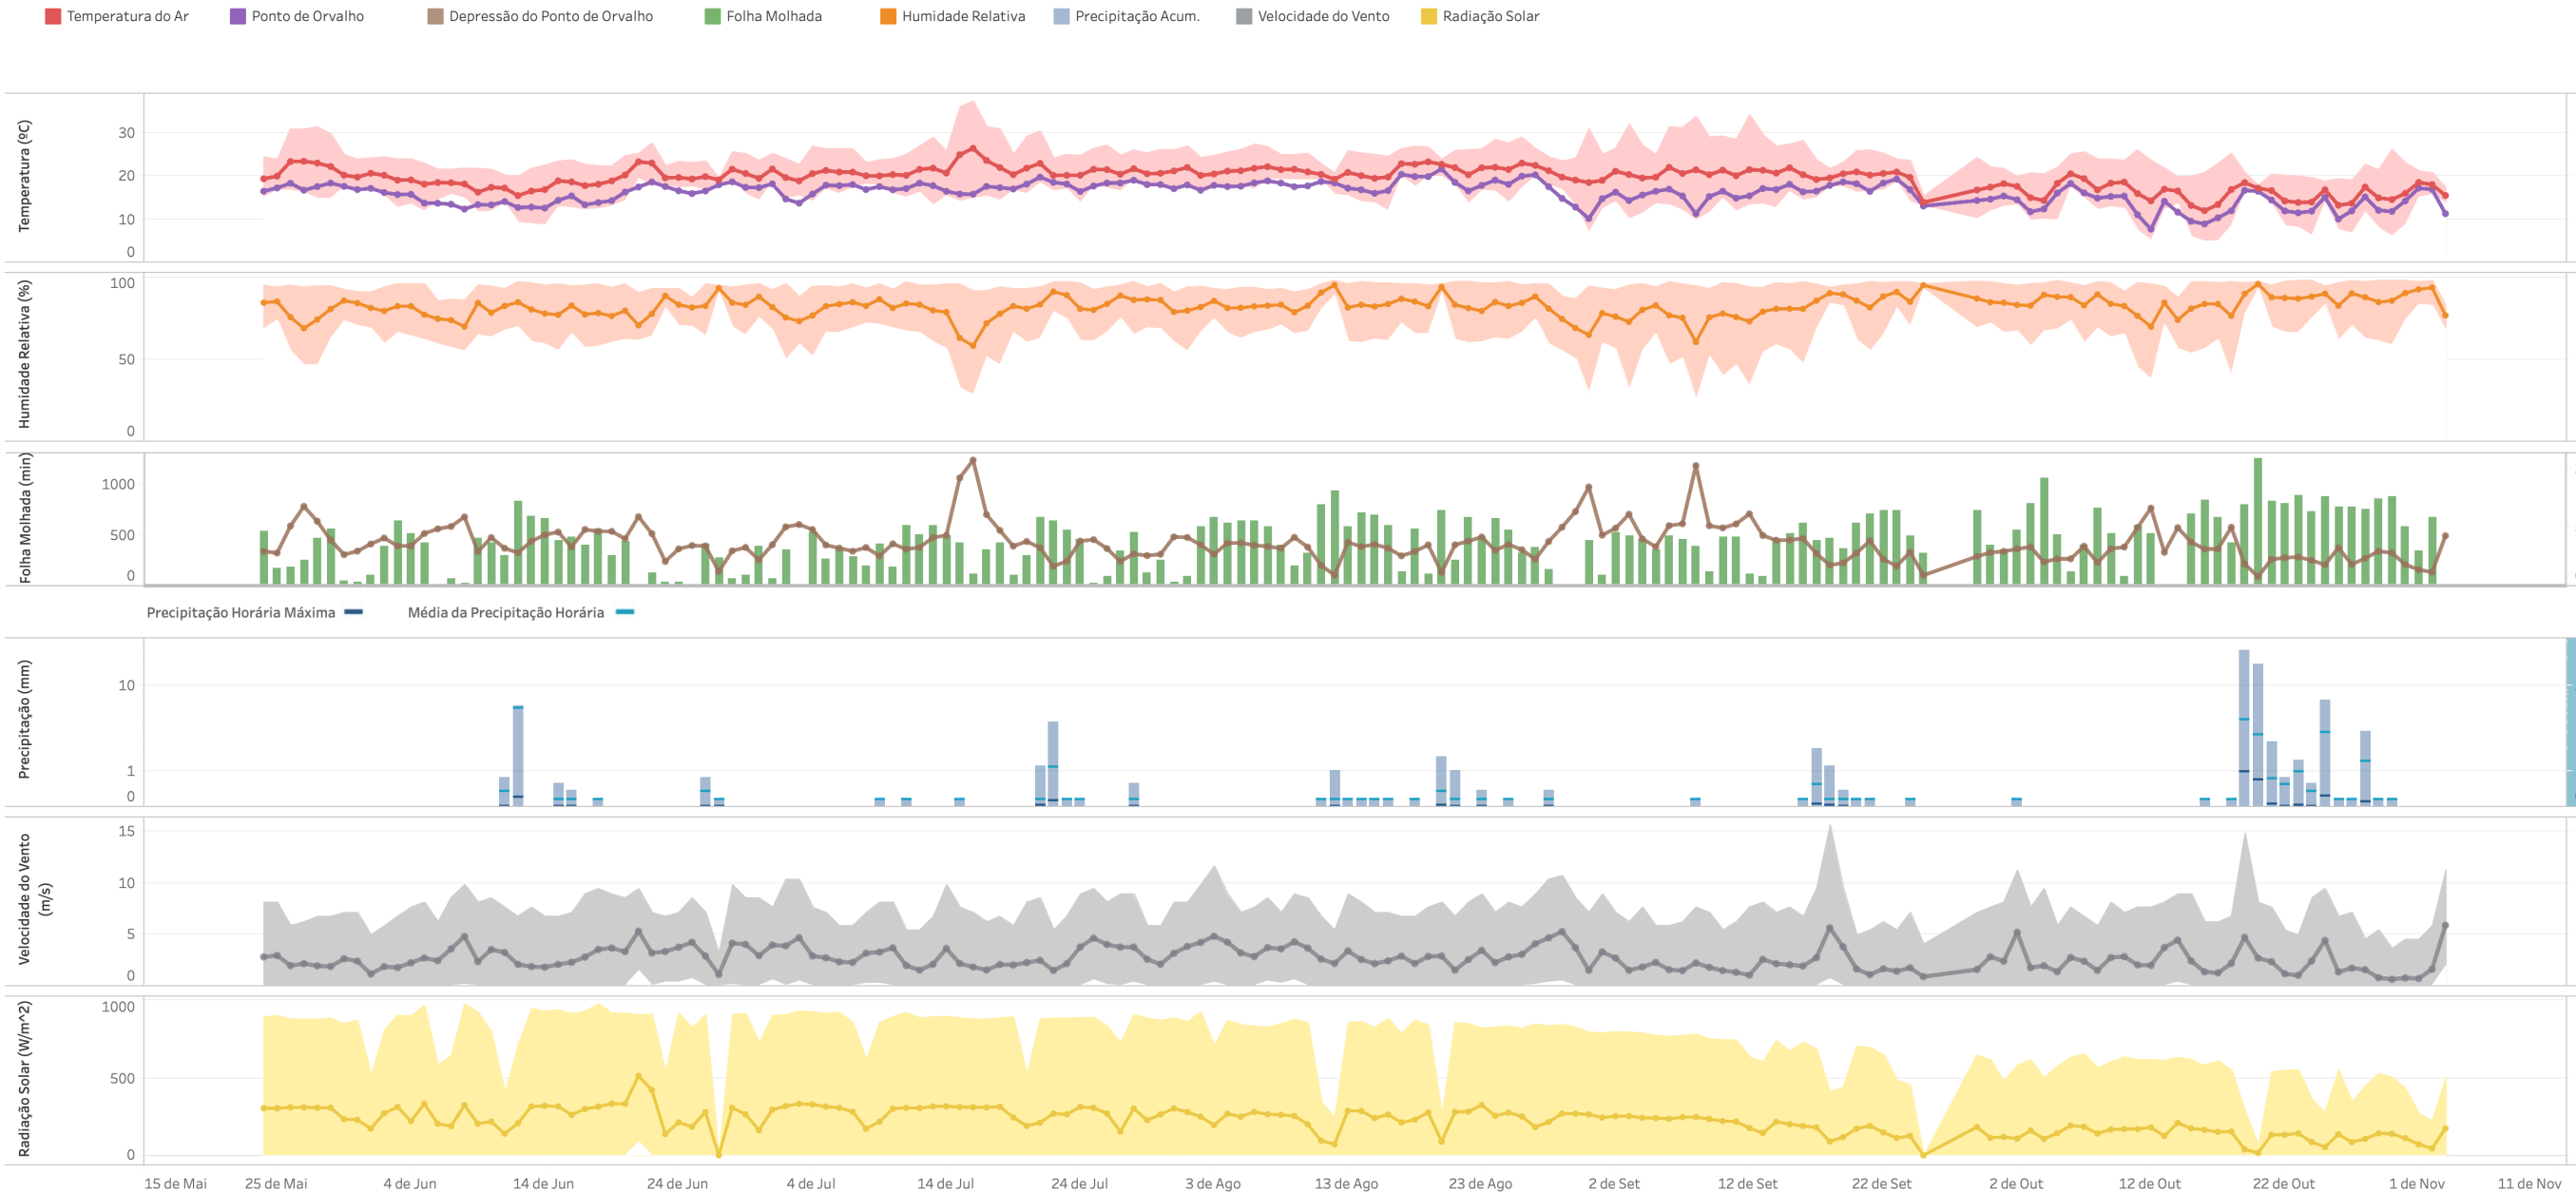 Temperatura do Ar Ponto de Orvalho Depressão do Ponto de Orvalho Folha Molhada Humidade Relativa Precipitação Acum. Velocidade do Vento Radiação Solar
Temperatura (ºC)
30
20
10
0
Humidade Relativa (%)
100
50
0
Folha Molhada (min)
1000
500
0
Precipitação Horária Máxima Média da Precipitação Horária
Precipitação (mm)
10
1
0
Velocidade do Vento
(m/s)
15
10
5
0
Radiação Solar (W/m^2)
1000
500
0
15 de Mai 25 de Mai 4 de Jun 14 de Jun 24 de Jun 4 de Jul 14 de Jul 24 de Jul 3 de Ago 13 de Ago 23 de Ago 2 de Set 12 de Set 22 de Set 2 de Out 12 de Out 22 de Out 1 de Nov 11 de Nov